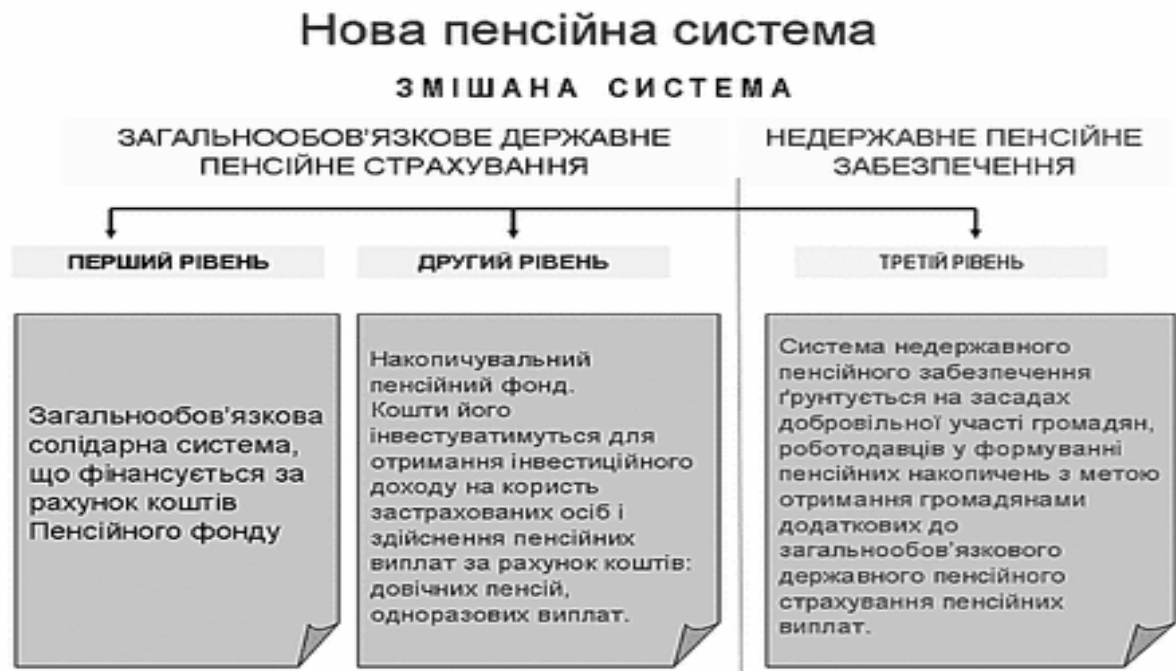 Нова пенсійна система
ЗМІШАНА СИСТЕМА
ЗАГАЛЬНООБОВ'ЯЗКОВЕ ДЕРЖАВНЕ
ПЕНСІЙНЕ СТРАХУВАННЯ
НЕДЕРЖАВНЕ ПЕНСІЙНЕ
ЗАБЕЗПЕЧЕННЯ
ПЕРШИЙ РІВЕНЬ
ДРУГИЙ РІВЕНЬ
ТРЕТІЙ РІВЕНЬ
Загальнообов'язкова
солідарна система,
що фінансується за
рахунок коштів
Пенсійного фонду
Накопичувальний
пенсійний фонд.
Кошти його
інвестуватимуться для
отримання інвестиційного
доходу на користь
застрахованих осіб і
здійснення пенсійних
виплат за рахунок коштів:
довічних пенсій,
одноразових виплат.
Система недержавного
пенсійного забезпечення
ґрунтується на засадах
добровільної участі громадян,
роботодавців у формуванні
пенсійних накопичень з метою
отримання громадянами
додаткових до
загальнообов'язкового
державного пенсійного
страхування пенсійних
виплат.